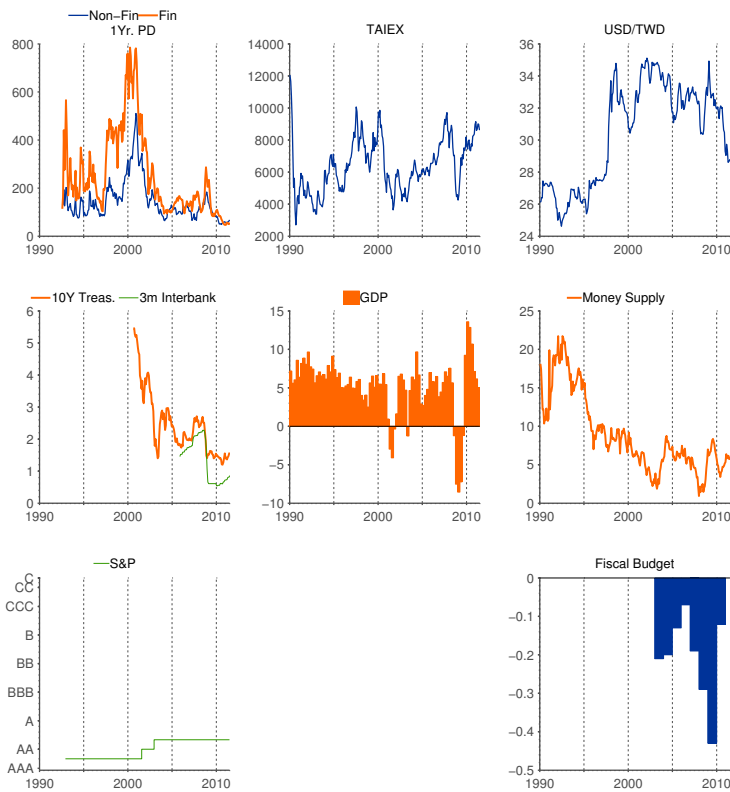 Non−Fin Fin
1Yr. PD
TAIEX
USD/TWD
800
600
400
200
0
1990 2000 2010
14000
12000
10000
8000
6000
4000
2000
1990 2000 2010
36
34
32
30
28
26
24
1990 2000 2010
10Y Treas. 3m Interbank
GDP
Money Supply
6
5
4
3
2
1
0
1990 2000 2010
15
10
5
0
−5
−10
1990 2000 2010
25
20
15
10
5
0
1990 2000 2010
S&P
Fiscal Budget
C
CC
CCC
B
BB
BBB
A
AA
AAA
1990 2000 2010
0
−0.1
−0.2
−0.3
−0.4
−0.5
1990 2000 2010